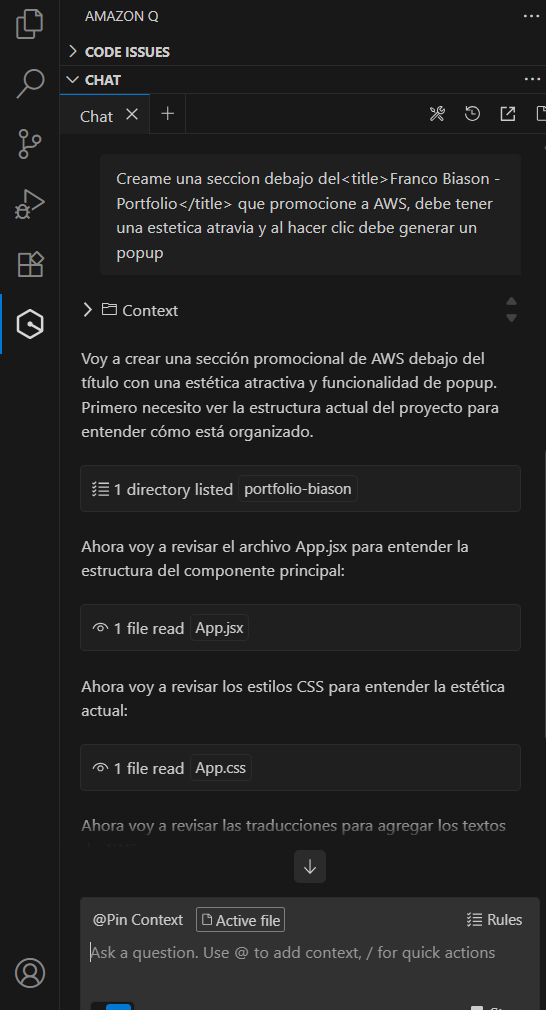 AMAZON Q
CODE ISSUES
CHAT
Chat
Creame una seccion debajo del<title>Franco Biason -
Portfolio</title> que promocione a AWS, debe tener
una estetica atravia y al hacer clic debe generar un
popup
Context
Voy a crear una sección promocional de AWS debajo del
título con una estética atractiva y funcionalidad de popup.
Primero necesito ver la estructura actual del proyecto para
entender cómo está organizado.
1 directory listed portfolio-biason
Ahora voy a revisar el archivo App.jsx para entender la
estructura del componente principal:
1 file read App.jsx
Ahora voy a revisar los estilos CSS para entender la estética
actual:
1 file read App.css
Ahora voy a revisar las traducciones para agregar los textos
@Pin Context Active file Rules
Ask a question. Use @ to add context, / for quick actions